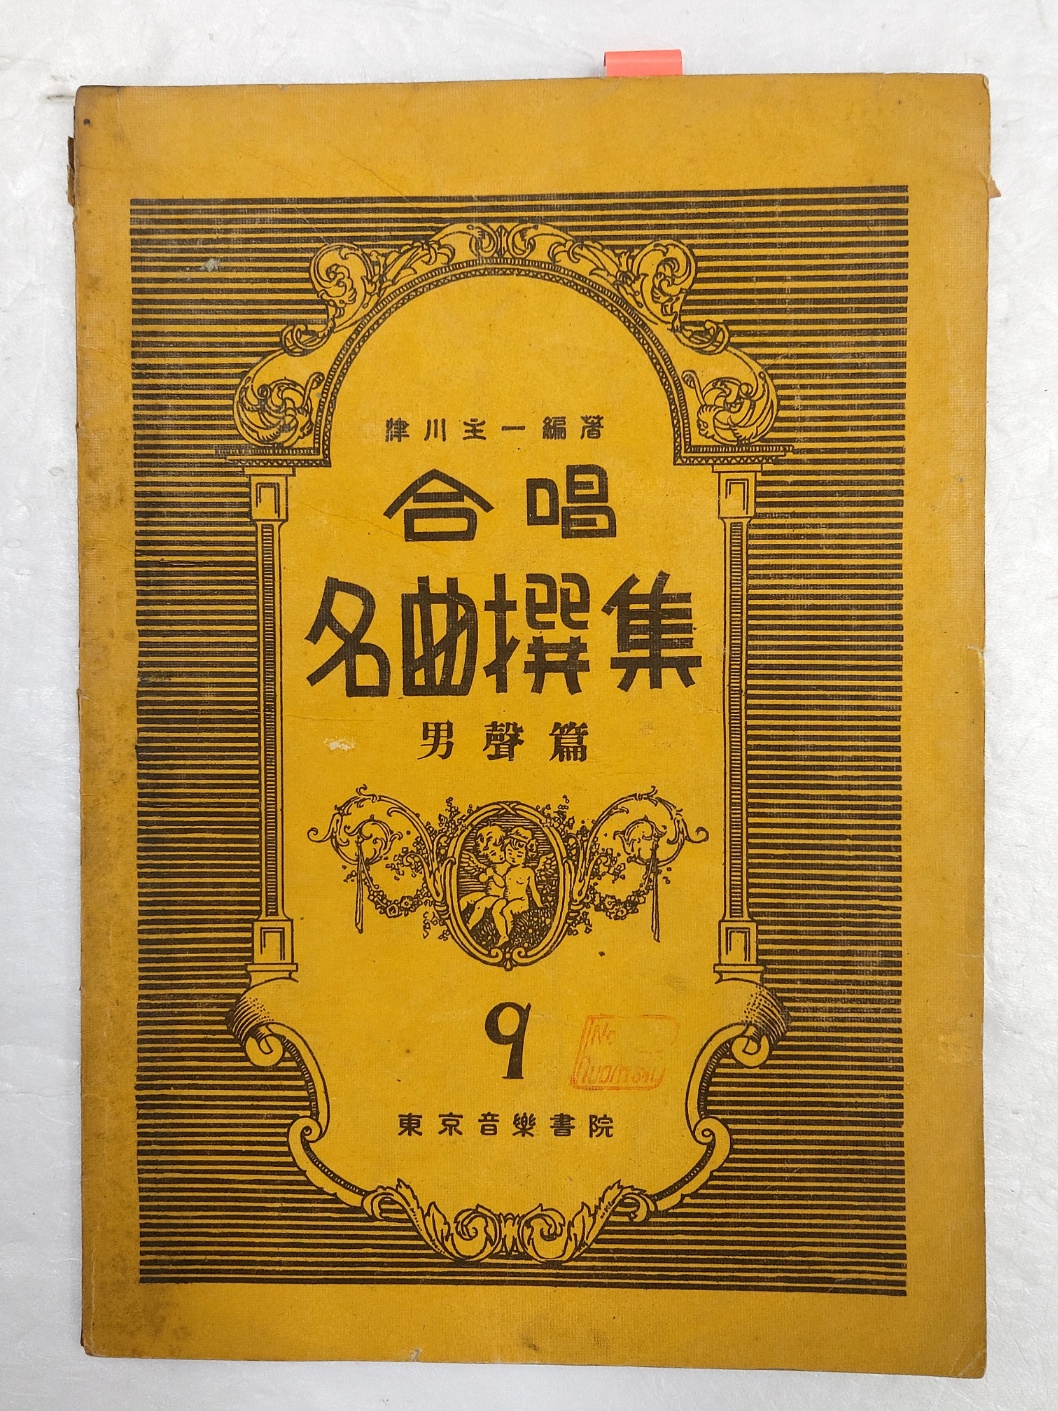 津川主一編著
合唱
名曲撰集
男聲篇
9
東京音樂書院